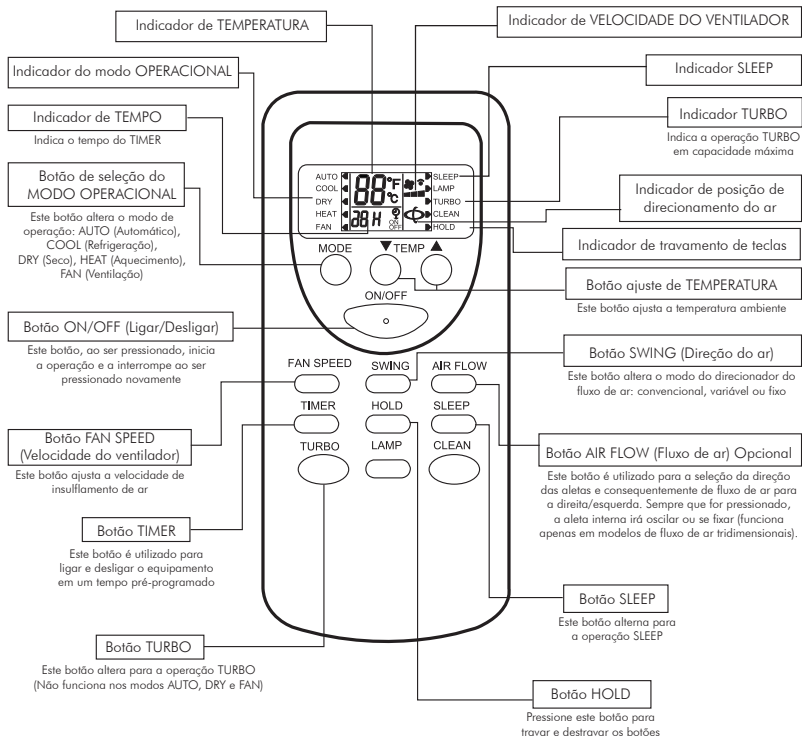 Indicador de TEMPERATURA
Indicador de VELOCIDADE DO VENTILADOR
Indicador do modo OPERACIONAL
Indicador SLEEP
Indicador de TEMPO
Indica o tempo do TIMER
Indicador TURBO
Indica a operação TURBO
em capacidade máxima
Botão de seleção do
MODO OPERACIONAL
Este botão altera o modo de
operação: AUTO (Automático),
COOL (Refrigeração),
DRY (Seco), HEAT (Aquecimento),
FAN (Ventilação)
Indicador de posição de
direcionamento do ar
Indicador de travamento de teclas
Botão ajuste de TEMPERATURA
Este botão ajusta a temperatura ambiente
AUTO
COOL
DRY
HEAT
FAN
88 °F
°C
88 H
ON
OFF
SLEEP
LAMP
TURBO
CLEAN
HOLD
MODE
▼ TEMP ▲
ON/OFF
Botão ON/OFF (Ligar/Desligar)
Este botão, ao ser pressionado, inicia
a operação e a interrompe ao ser
pressionado novamente
Botão SWING (Direção do ar)
Este botão altera o modo do direcionador do
fluxo de ar: convencional, variável ou fixo
FAN SPEED SWING AIR FLOW
TIMER HOLD SLEEP
TURBO LAMP CLEAN
Botão FAN SPEED
(Velocidade do ventilador)
Este botão ajusta a velocidade de
insuflamento de ar
Botão AIR FLOW (Fluxo de ar) Opcional
Este botão é utilizado para a seleção da direção
das aletas e consequentemente de fluxo de ar para
a direita/esquerda. Sempre que for pressionado,
a aleta interna irá oscilar ou se fixar (funciona
apenas em modelos de fluxo de ar tridimensionais).
Botão TIMER
Este botão é utilizado para
ligar e desligar o equipamento
em um tempo pré-programado
Botão SLEEP
Este botão alterna para
a operação SLEEP
Botão TURBO
Este botão altera para a operação TURBO
(Não funciona nos modos AUTO, DRY e FAN)
Botão HOLD
Pressione este botão para
travar e destravar os botões